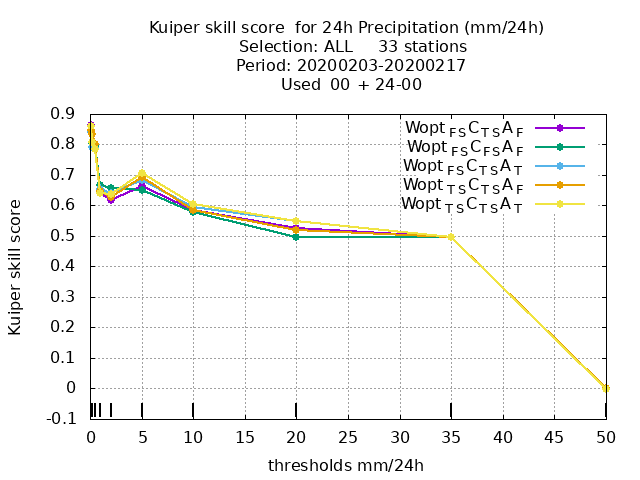 Kuiper skill score  for 24h Precipitation (mm/24h)
Selection: ALL     33 stations
Period: 20200203-20200217
Used  00 + 24-00
Wopt FS C TS A F
Wopt FS C FS A F
Wopt FS C TS A T
Wopt TS C TS A F
Wopt TS C TS A T
Kuiper skill score
0.9
0.8
0.7
0.6
0.5
0.4
0.3
0.2
0.1
0
-0.1
0 5 10 15 20 25 30 35 40 45 50
thresholds mm/24h